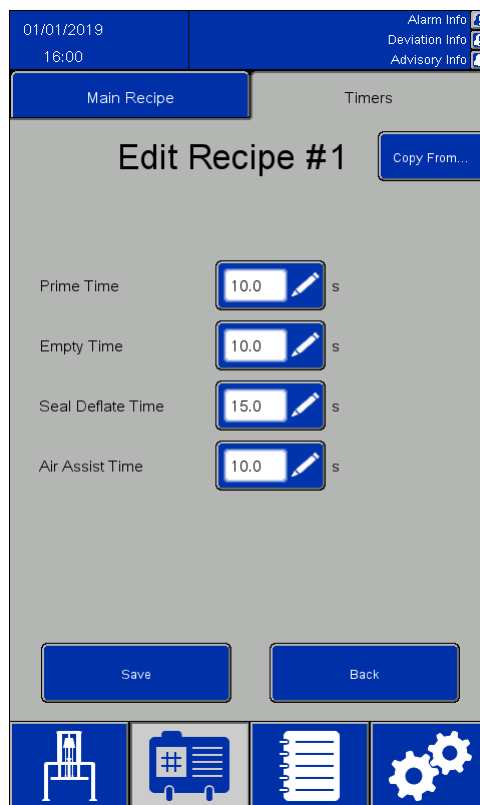 01/01/2019
16:00
Alarm Info
Deviation Info
Advisory Info
Main Recipe
Timers
Edit Recipe #1
Copy From...
Prime Time 10.0 s
Empty Time 10.0 s
Seal Deflate Time 15.0 s
Air Assist Time 10.0 s
Save
Back
#